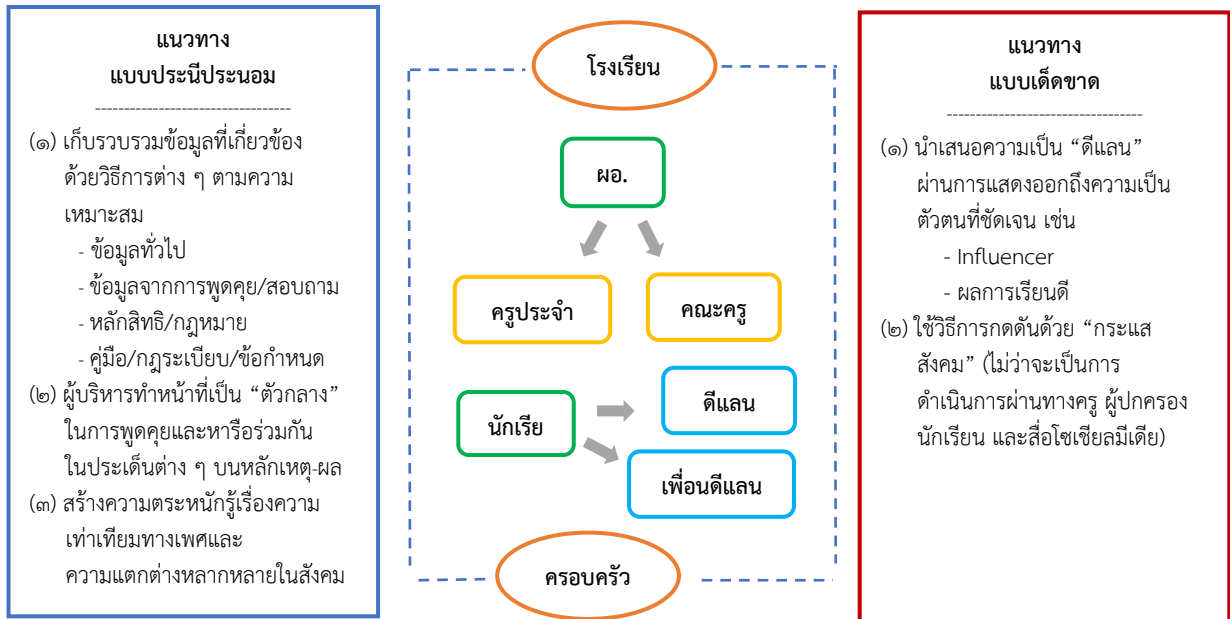 แนวทาง
แบบประนีประนอม
----------------------------------
(๑) เก็บรวบรวมข้อมูลที่เกี่ยวข้อง
ด้วยวิธีการต่าง ๆ ตามความ
เหมาะสม
- ข้อมูลทั่วไป
- ข้อมูลจากการพูดคุย/สอบถาม
- หลักสิทธิ/กฎหมาย
- คู่มือ/กฎระเบียบ/ข้อกำหนด
(๒) ผู้บริหารทำหน้าที่เป็น “ตัวกลาง”
ในการพูดคุยและหารือร่วมกัน
ในประเด็นต่าง ๆ บนหลักเหตุ-ผล
(๓) สร้างความตระหนักรู้เรื่องความ
เท่าเทียมทางเพศและ
ความแตกต่างหลากหลายในสังคม
โรงเรียน
ผอ.
ครูประจำ
คณะครู
นักเรีย
ดีแลน
เพื่อนดีแลน
ครอบครัว
แนวทาง
แบบเด็ดขาด
----------------------------------
(๑) นำเสนอความเป็น “ดีแลน”
ผ่านการแสดงออกถึงความเป็น
ตัวตนที่ชัดเจน เช่น
- Influencer
- ผลการเรียนดี
(๒) ใช้วิธีการกดดันด้วย “กระแส
สังคม” (ไม่ว่าจะเป็นการ
ดำเนินการผ่านทางครู ผู้ปกครอง
นักเรียน และสื่อโซเชียลมีเดีย)